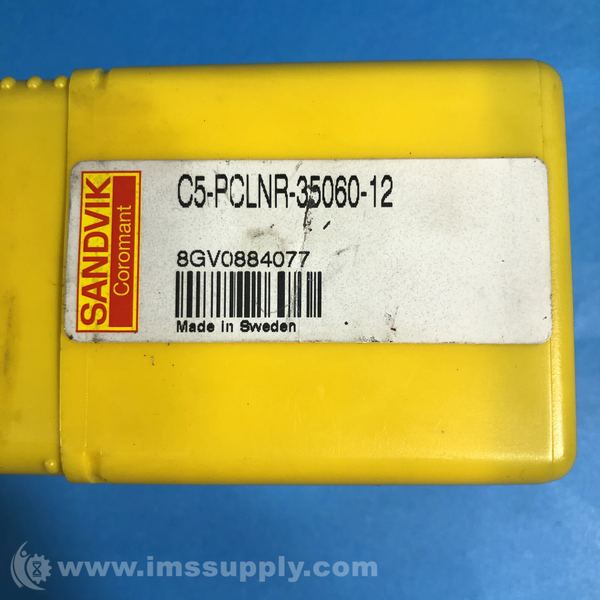 SANDVIK
Coromant
C5-PCLNR-35060-12
8GV0884077
Made in Sweden
www.imssupply.com